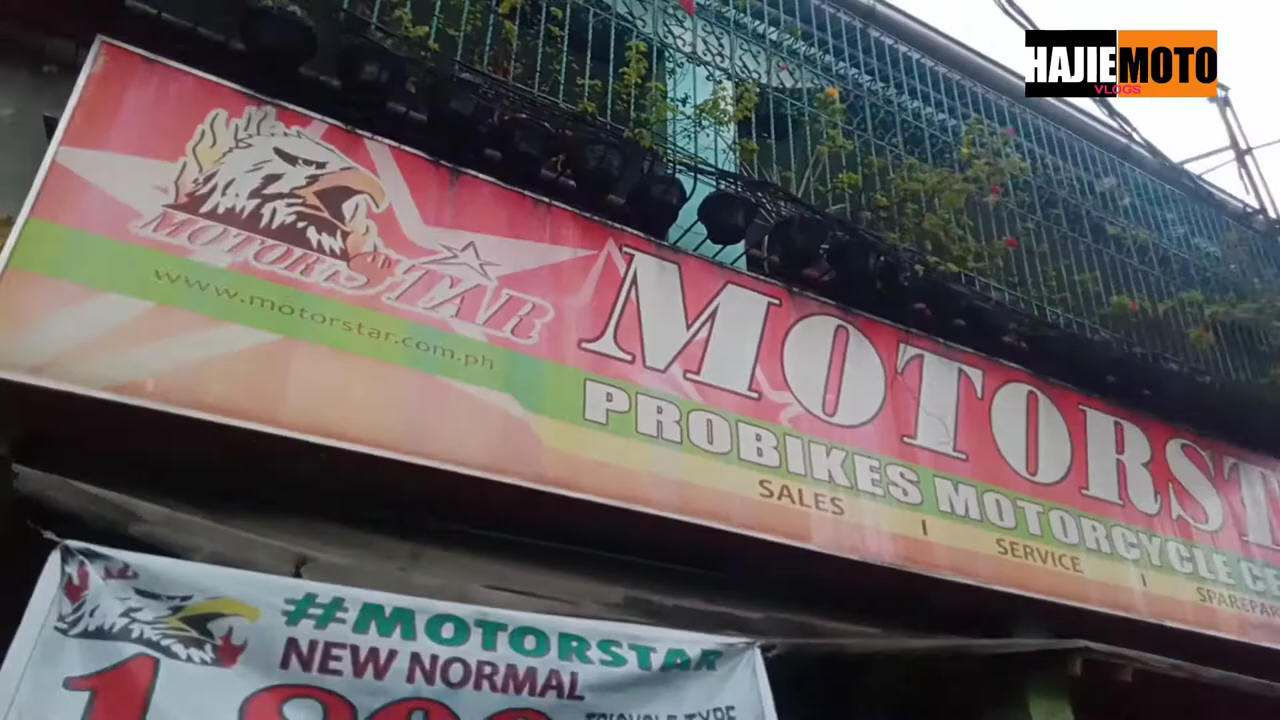 HAJIEMOTO
VLOGS
MOTORSTAR
www.motorstar.com.ph
MOTORST
PROBIKES MOTORCYCLE CE
SALES | SERVICE | SPAREPAR
#MOTORSTAR
NEW NORMAL